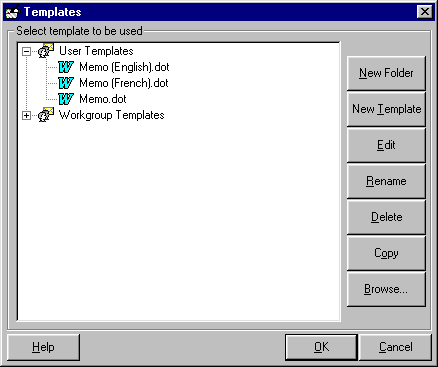 Templates
Select template to be used
User Templates
Memo (English).dot
Memo (French).dot
Memo.dot
Workgroup Templates
New Folder
New Template
Edit
Rename
Delete
Copy
Browse...
Help
OK
Cancel